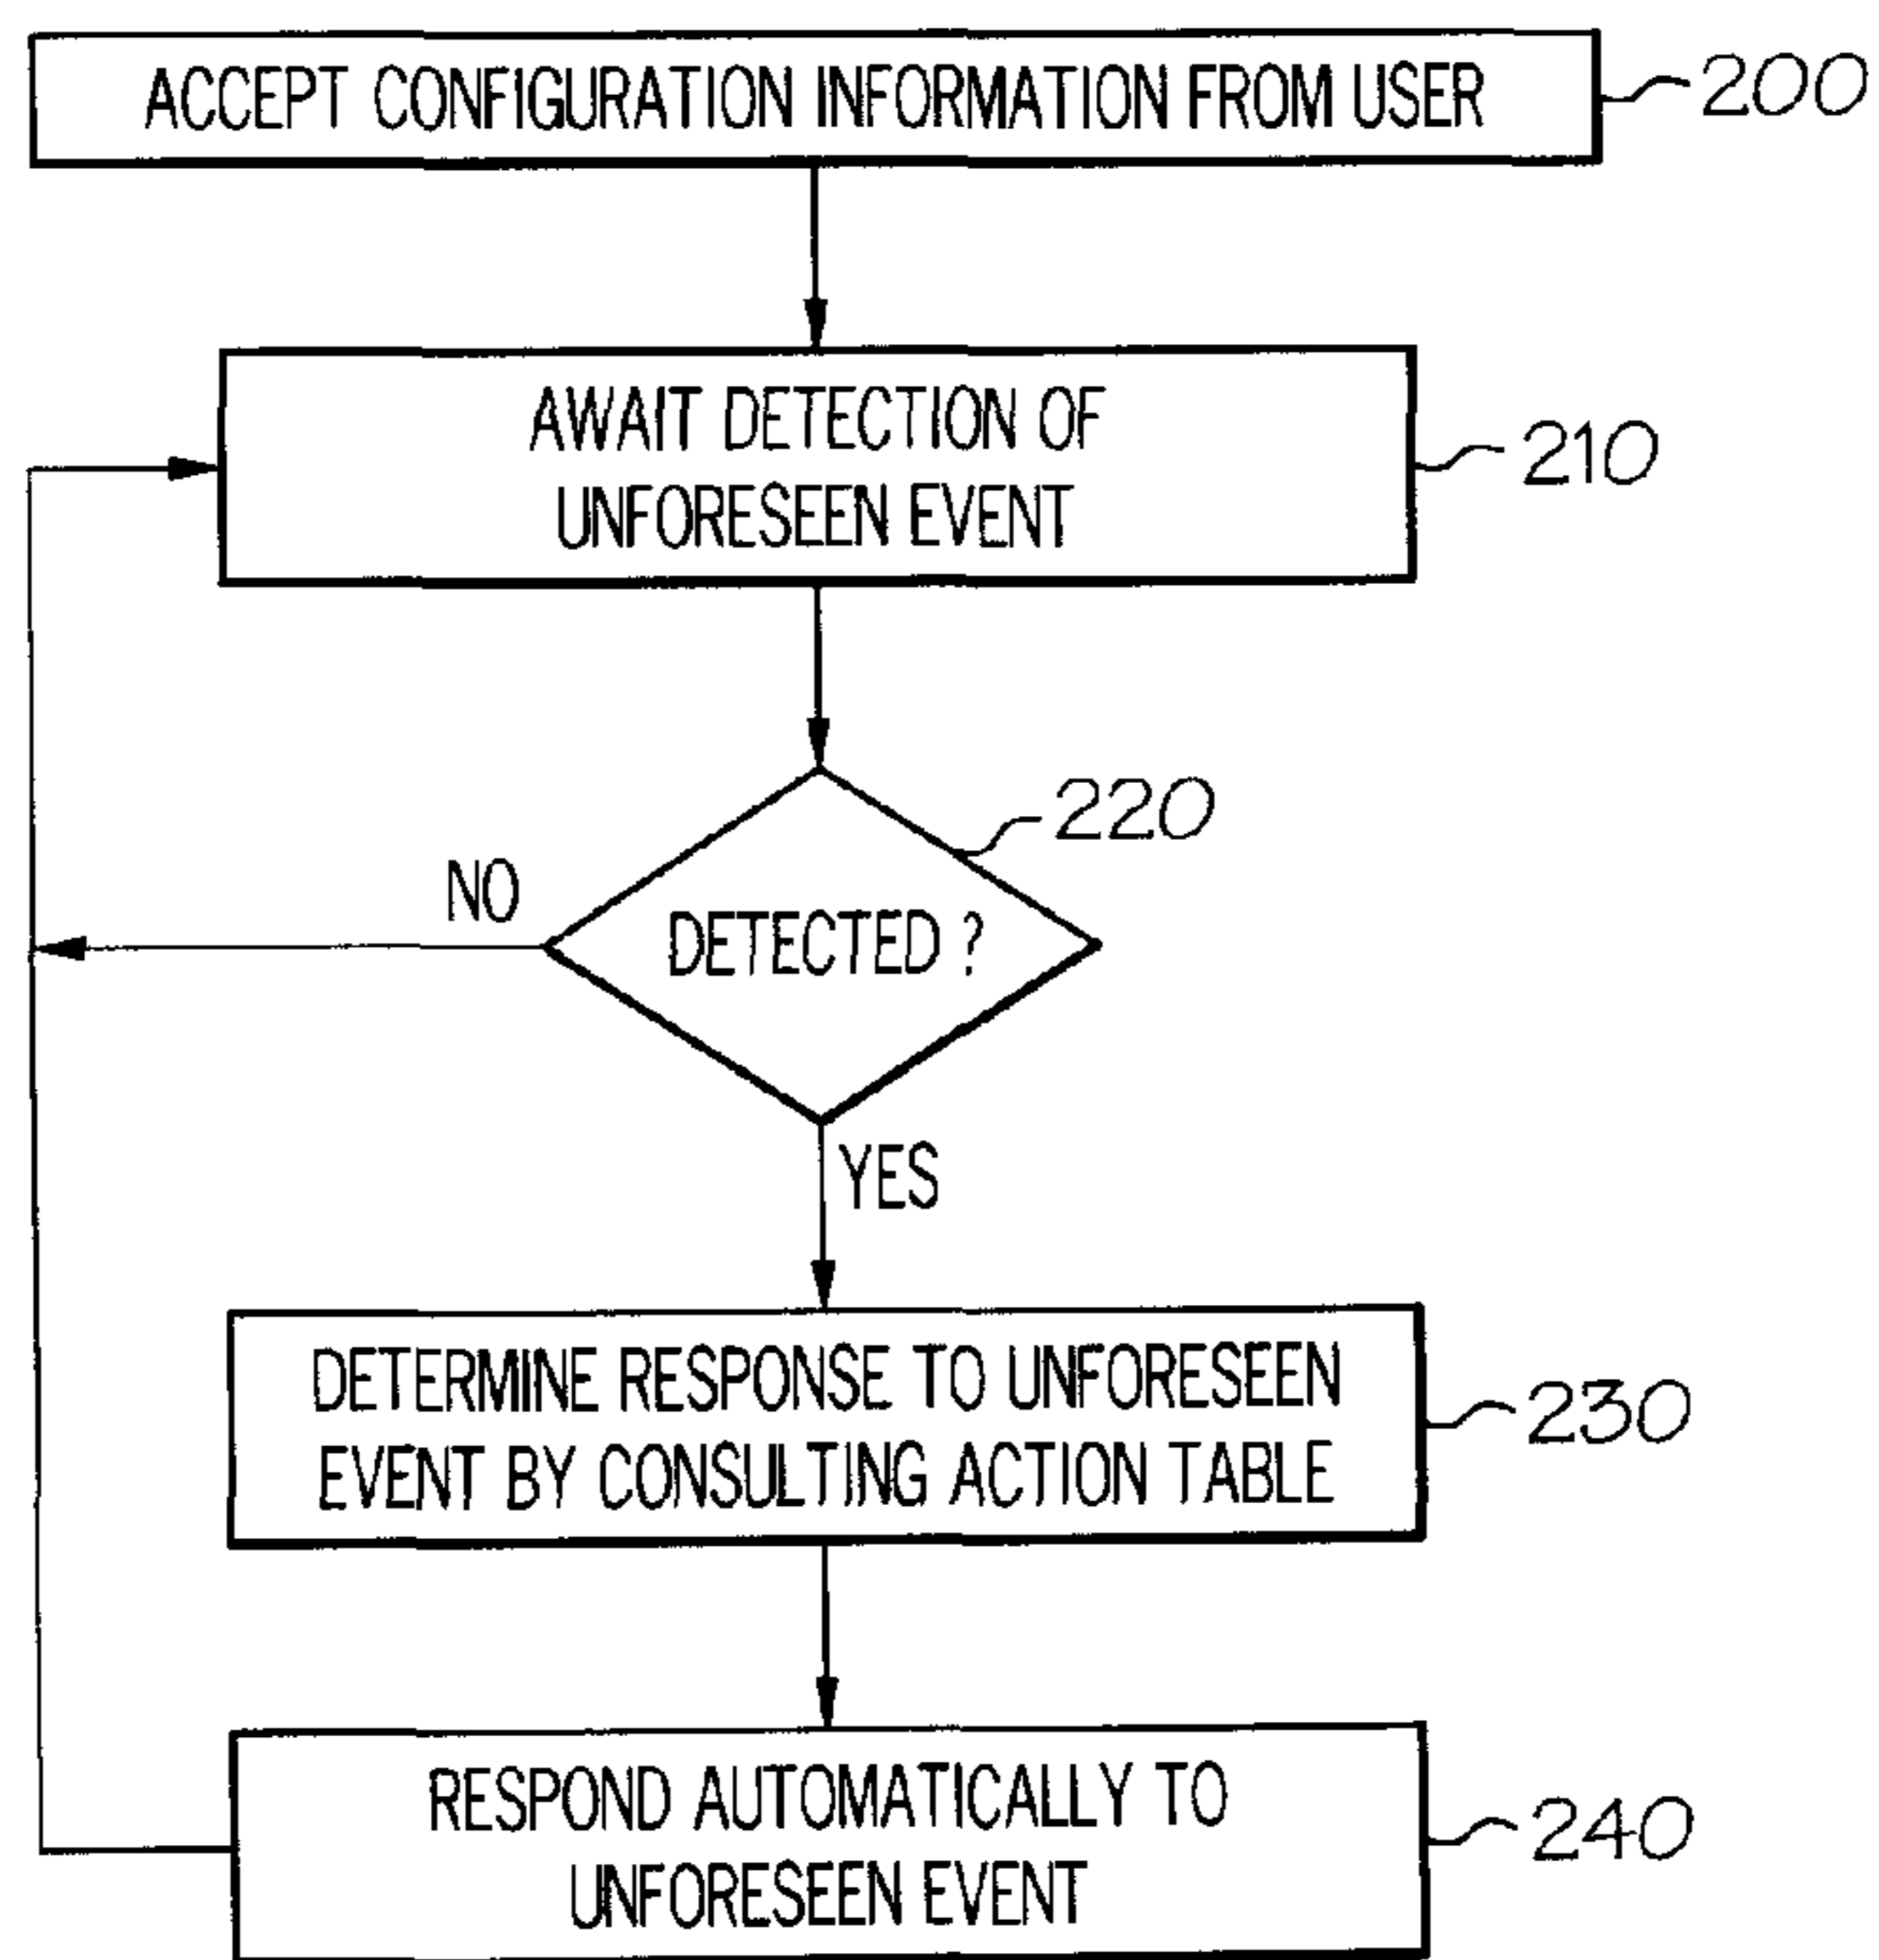 ACCEPT CONFIGURATION INFORMATION FROM USER
200
AWAIT DETECTION OF
UNFORESEEN EVENT
210
220
NO
DETECTED ?
YES
DETERMINE RESPONSE TO UNFORESEEN
EVENT BY CONSULTING ACTION TABLE
230
RESPOND AUTOMATICALLY TO
UNFORESEEN EVENT
240